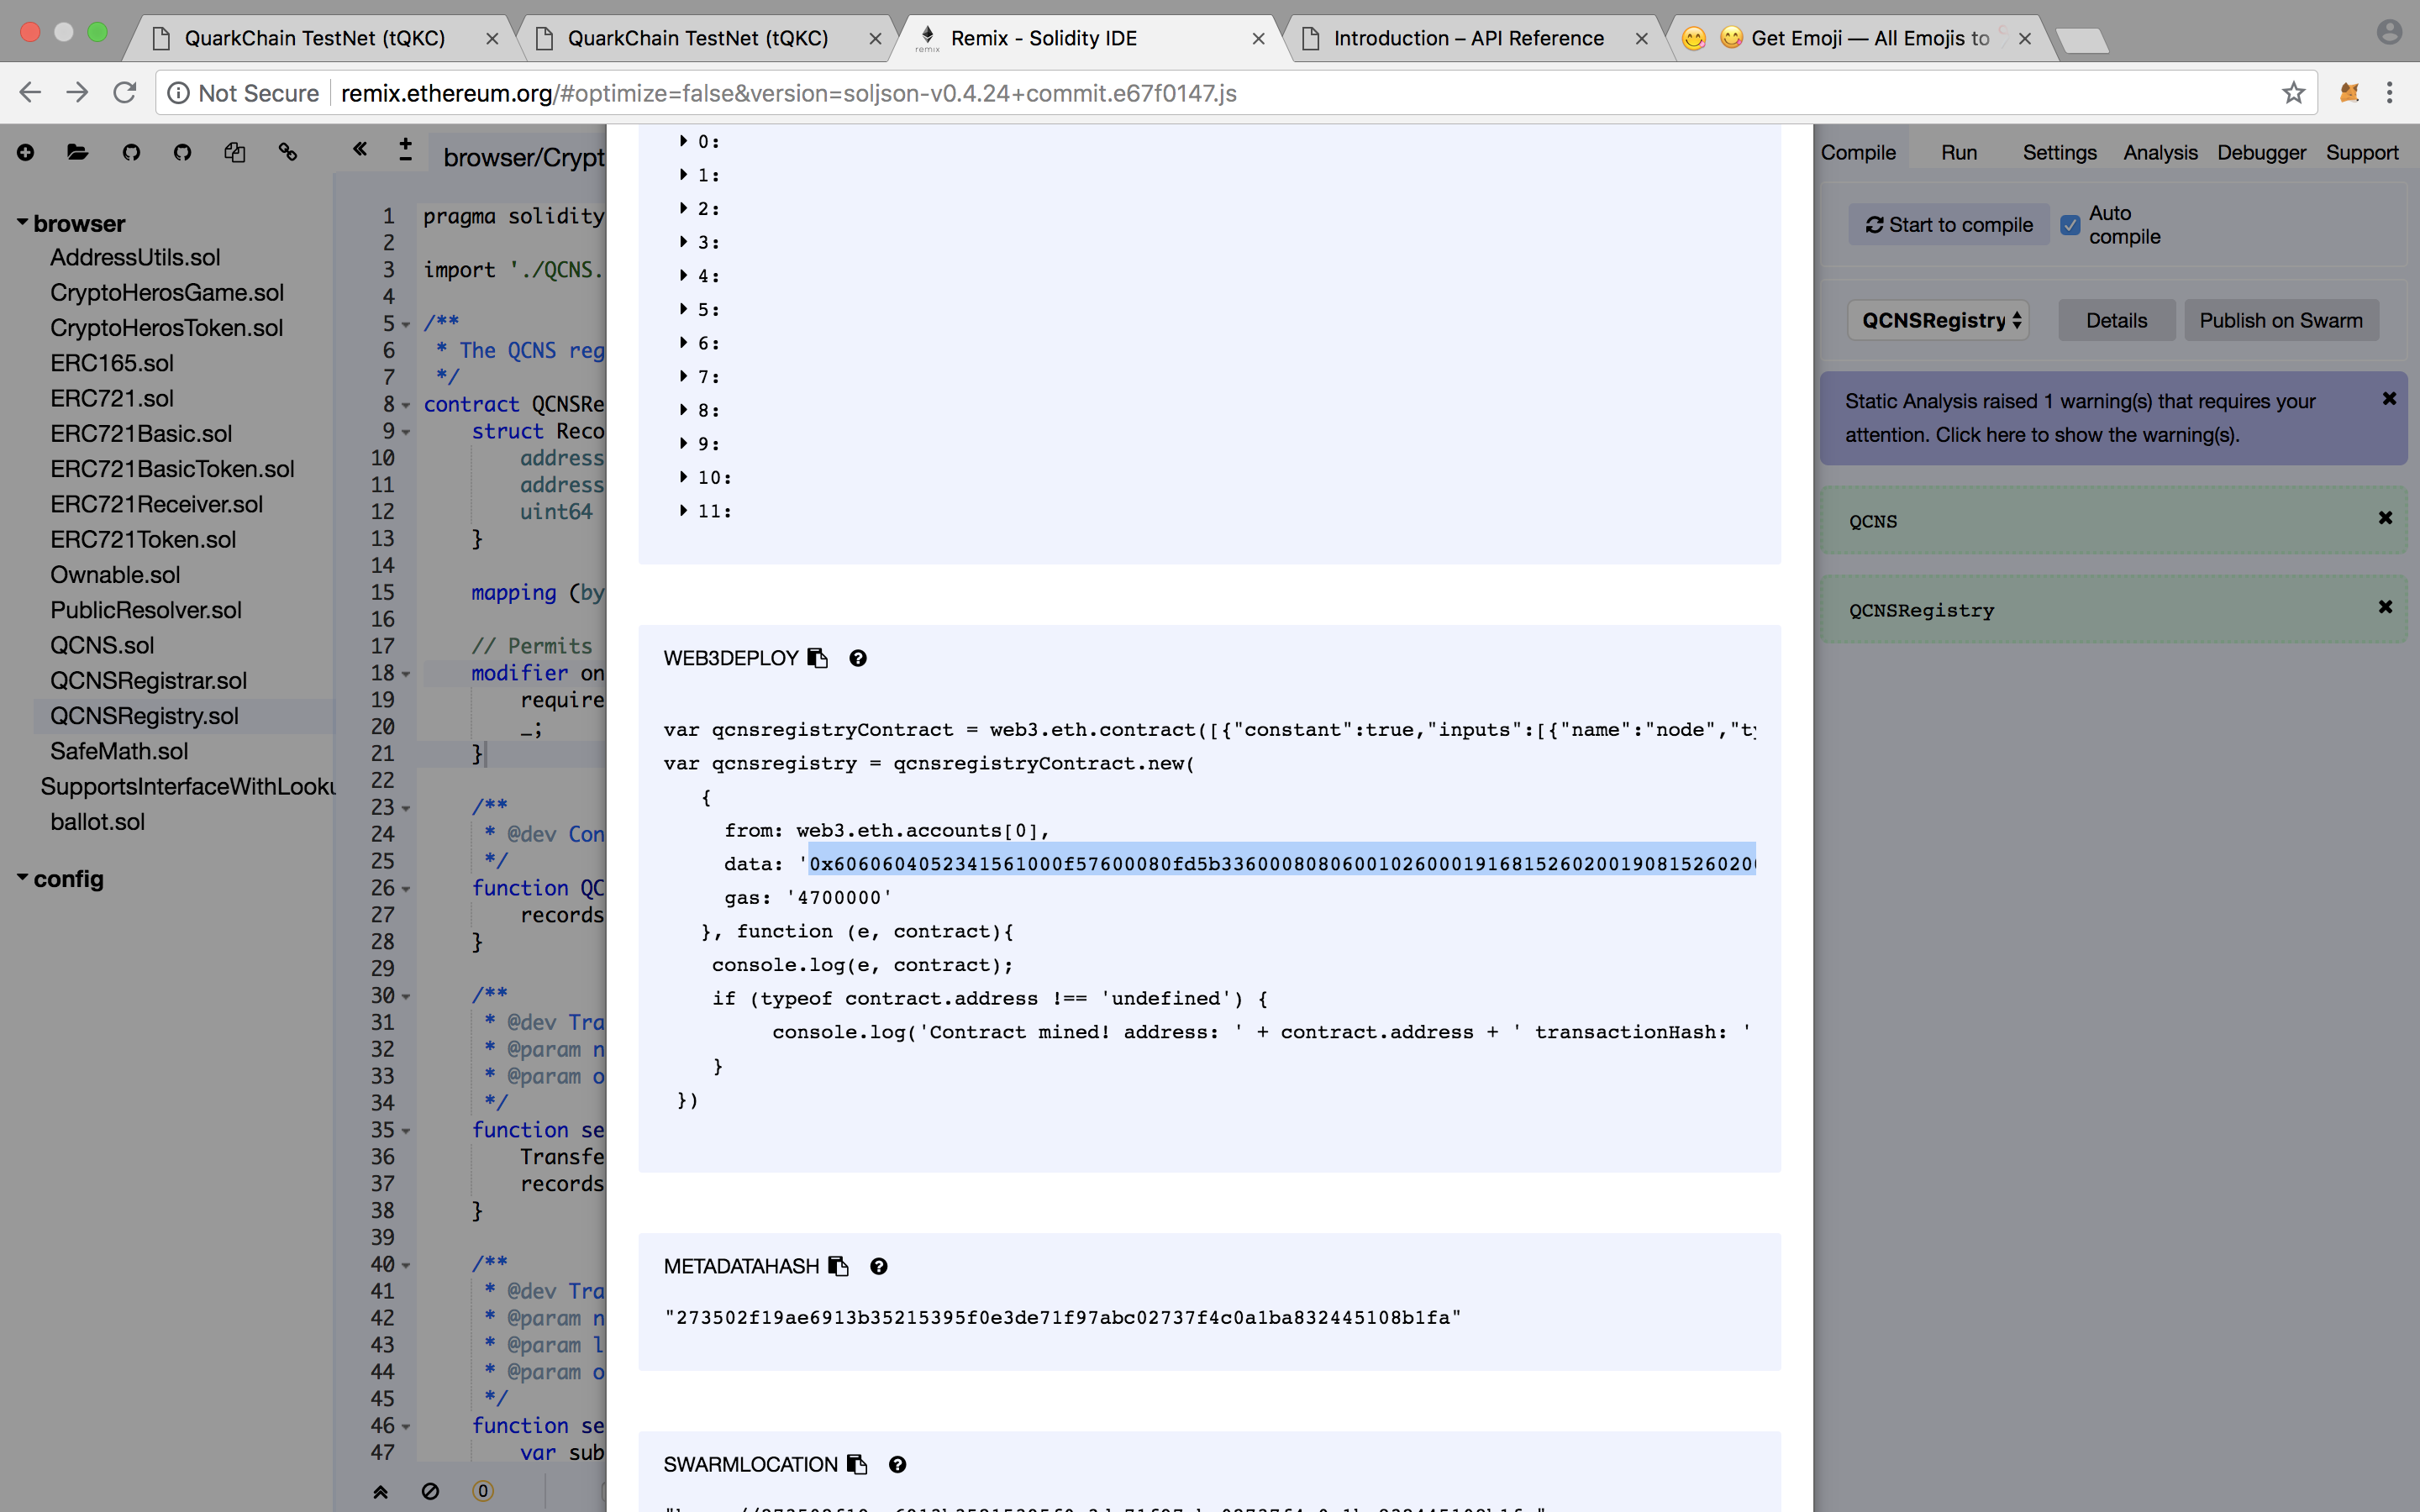 QuarkChain TestNet (tQKC)
QuarkChain TestNet (tQKC)
remix
Remix - Solidity IDE
Introduction – API Reference
Get Emoji — All Emojis to
Not Secure
remix.ethereum.org/#optimize=false&version=soljson-v0.4.24+commit.e67f0147.js
browser
AddressUtils.sol
CryptoHerosGame.sol
CryptoHerosToken.sol
ERC165.sol
ERC721.sol
ERC721Basic.sol
ERC721BasicToken.sol
ERC721Receiver.sol
ERC721Token.sol
Ownable.sol
PublicResolver.sol
QCNS.sol
QCNSRegistrar.sol
QCNSRegistry.sol
SafeMath.sol
SupportsInterfaceWithLooku
ballot.sol
config
browser/Crypt
1 pragma solidity
2
3 import './QCNS.
4
5 /**
6 * The QCNS reg
7 */
8 contract QCNSRe
9 struct Reco
10 address
11 address
12 uint64
13 }
14
15 mapping (by
16
17 // Permits
18 modifier on
19 require
20 _;
21 }
22
23 /**
24 * @dev Con
25 */
26 function QC
27 records
28 }
29
30 /**
31 * @dev Tra
32 * @param n
33 * @param o
34 */
35 function se
36 Transfe
37 records
38 }
39
40 /**
41 * @dev Tra
42 * @param n
43 * @param l
44 * @param o
45 */
46 function se
47 var sub
0
0:
1:
2:
3:
4:
5:
6:
7:
8:
9:
10:
11:
WEB3DEPLOY
var qcnsregistryContract = web3.eth.contract([{"constant":true,"inputs":[{"name":"node","ty
var qcnsregistry = qcnsregistryContract.new(
{
from: web3.eth.accounts[0],
data: '0x6060604052341561000f57600080fd5b336000808060010260001916815260200190815260200
gas: '4700000'
}, function (e, contract){
console.log(e, contract);
if (typeof contract.address !== 'undefined') {
console.log('Contract mined! address: ' + contract.address + ' transactionHash: '
}
})
METADATAHASH
"273502f19ae6913b35215395f0e3de71f97abc02737f4c0a1ba832445108b1fa"
SWARMLOCATION
Compile
Run
Settings
Analysis
Debugger
Support
Start to compile
Auto
compile
QCNSRegistry
Details
Publish on Swarm
Static Analysis raised 1 warning(s) that requires your
attention. Click here to show the warning(s).
QCNS
QCNSRegistry